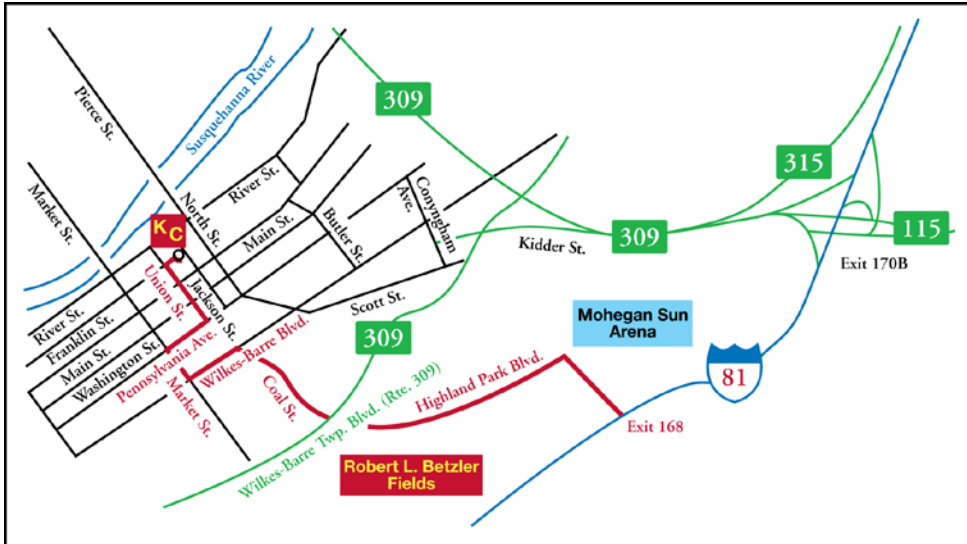 309
Susquehanna River
Pierce St.
315
Market St.
North St.
River St.
Main St.
Butler St.
Conyngham
Ave.
KC
Kidder St.
309
115
Exit 170B
Union St.
Jackson St.
Scott St.
River St.
Franklin St.
Main St.
Washington St.
Pennsylvania Ave.
Wilkes-Barre Blvd.
309
Mohegan Sun
Arena
Market St.
Coal St.
Highland Park Blvd.
81
Wilkes-Barre Twp. Blvd. (Rte. 309)
Exit 168
Robert L. Betzler
Fields